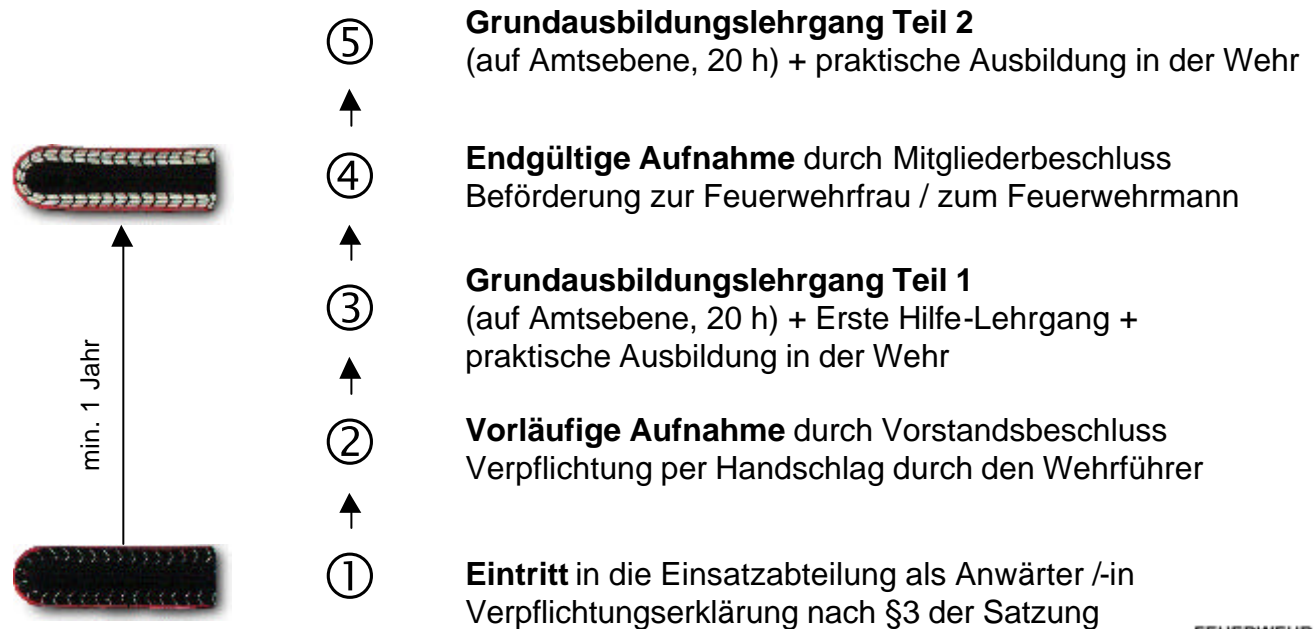 ⑤ Grundausbildungslehrgang Teil 2
(auf Amtsebene, 20 h) + praktische Ausbildung in der Wehr
④ Endgültige Aufnahme durch Mitgliederbeschluss
Beförderung zur Feuerwehrfrau / zum Feuerwehrmann
③ Grundausbildungslehrgang Teil 1
(auf Amtsebene, 20 h) + Erste Hilfe-Lehrgang +
praktische Ausbildung in der Wehr
min. 1 Jahr
② Vorläufige Aufnahme durch Vorstandsbeschluss
Verpflichtung per Handschlag durch den Wehrführer
① Eintritt in die Einsatzabteilung als Anwärter /-in
Verpflichtungserklärung nach §3 der Satzung